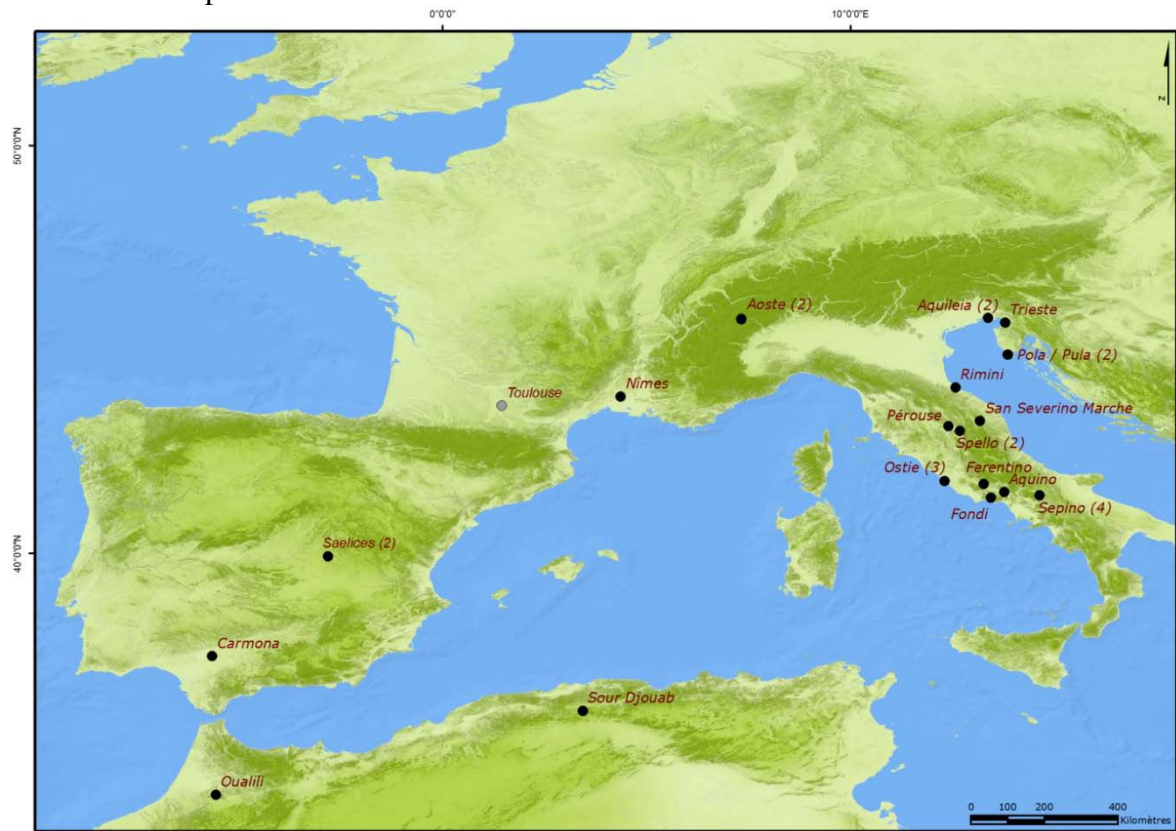 0°0'0" 10°0'0"E
50°0'0"N
Z
Aoste (2) Aquileia (2) Trieste
Pola / Pula (2)
Toulouse Nîmes Rimini
San Severino Marche
Pérouse
Spello (2)
Ostie (3) Ferentino
Aquino
Fondi Sepino (4)
40°0'0"N
Saelices (2)
Carmona
Sour Djouab
Oualili
0 100 200 400
Kilomètres